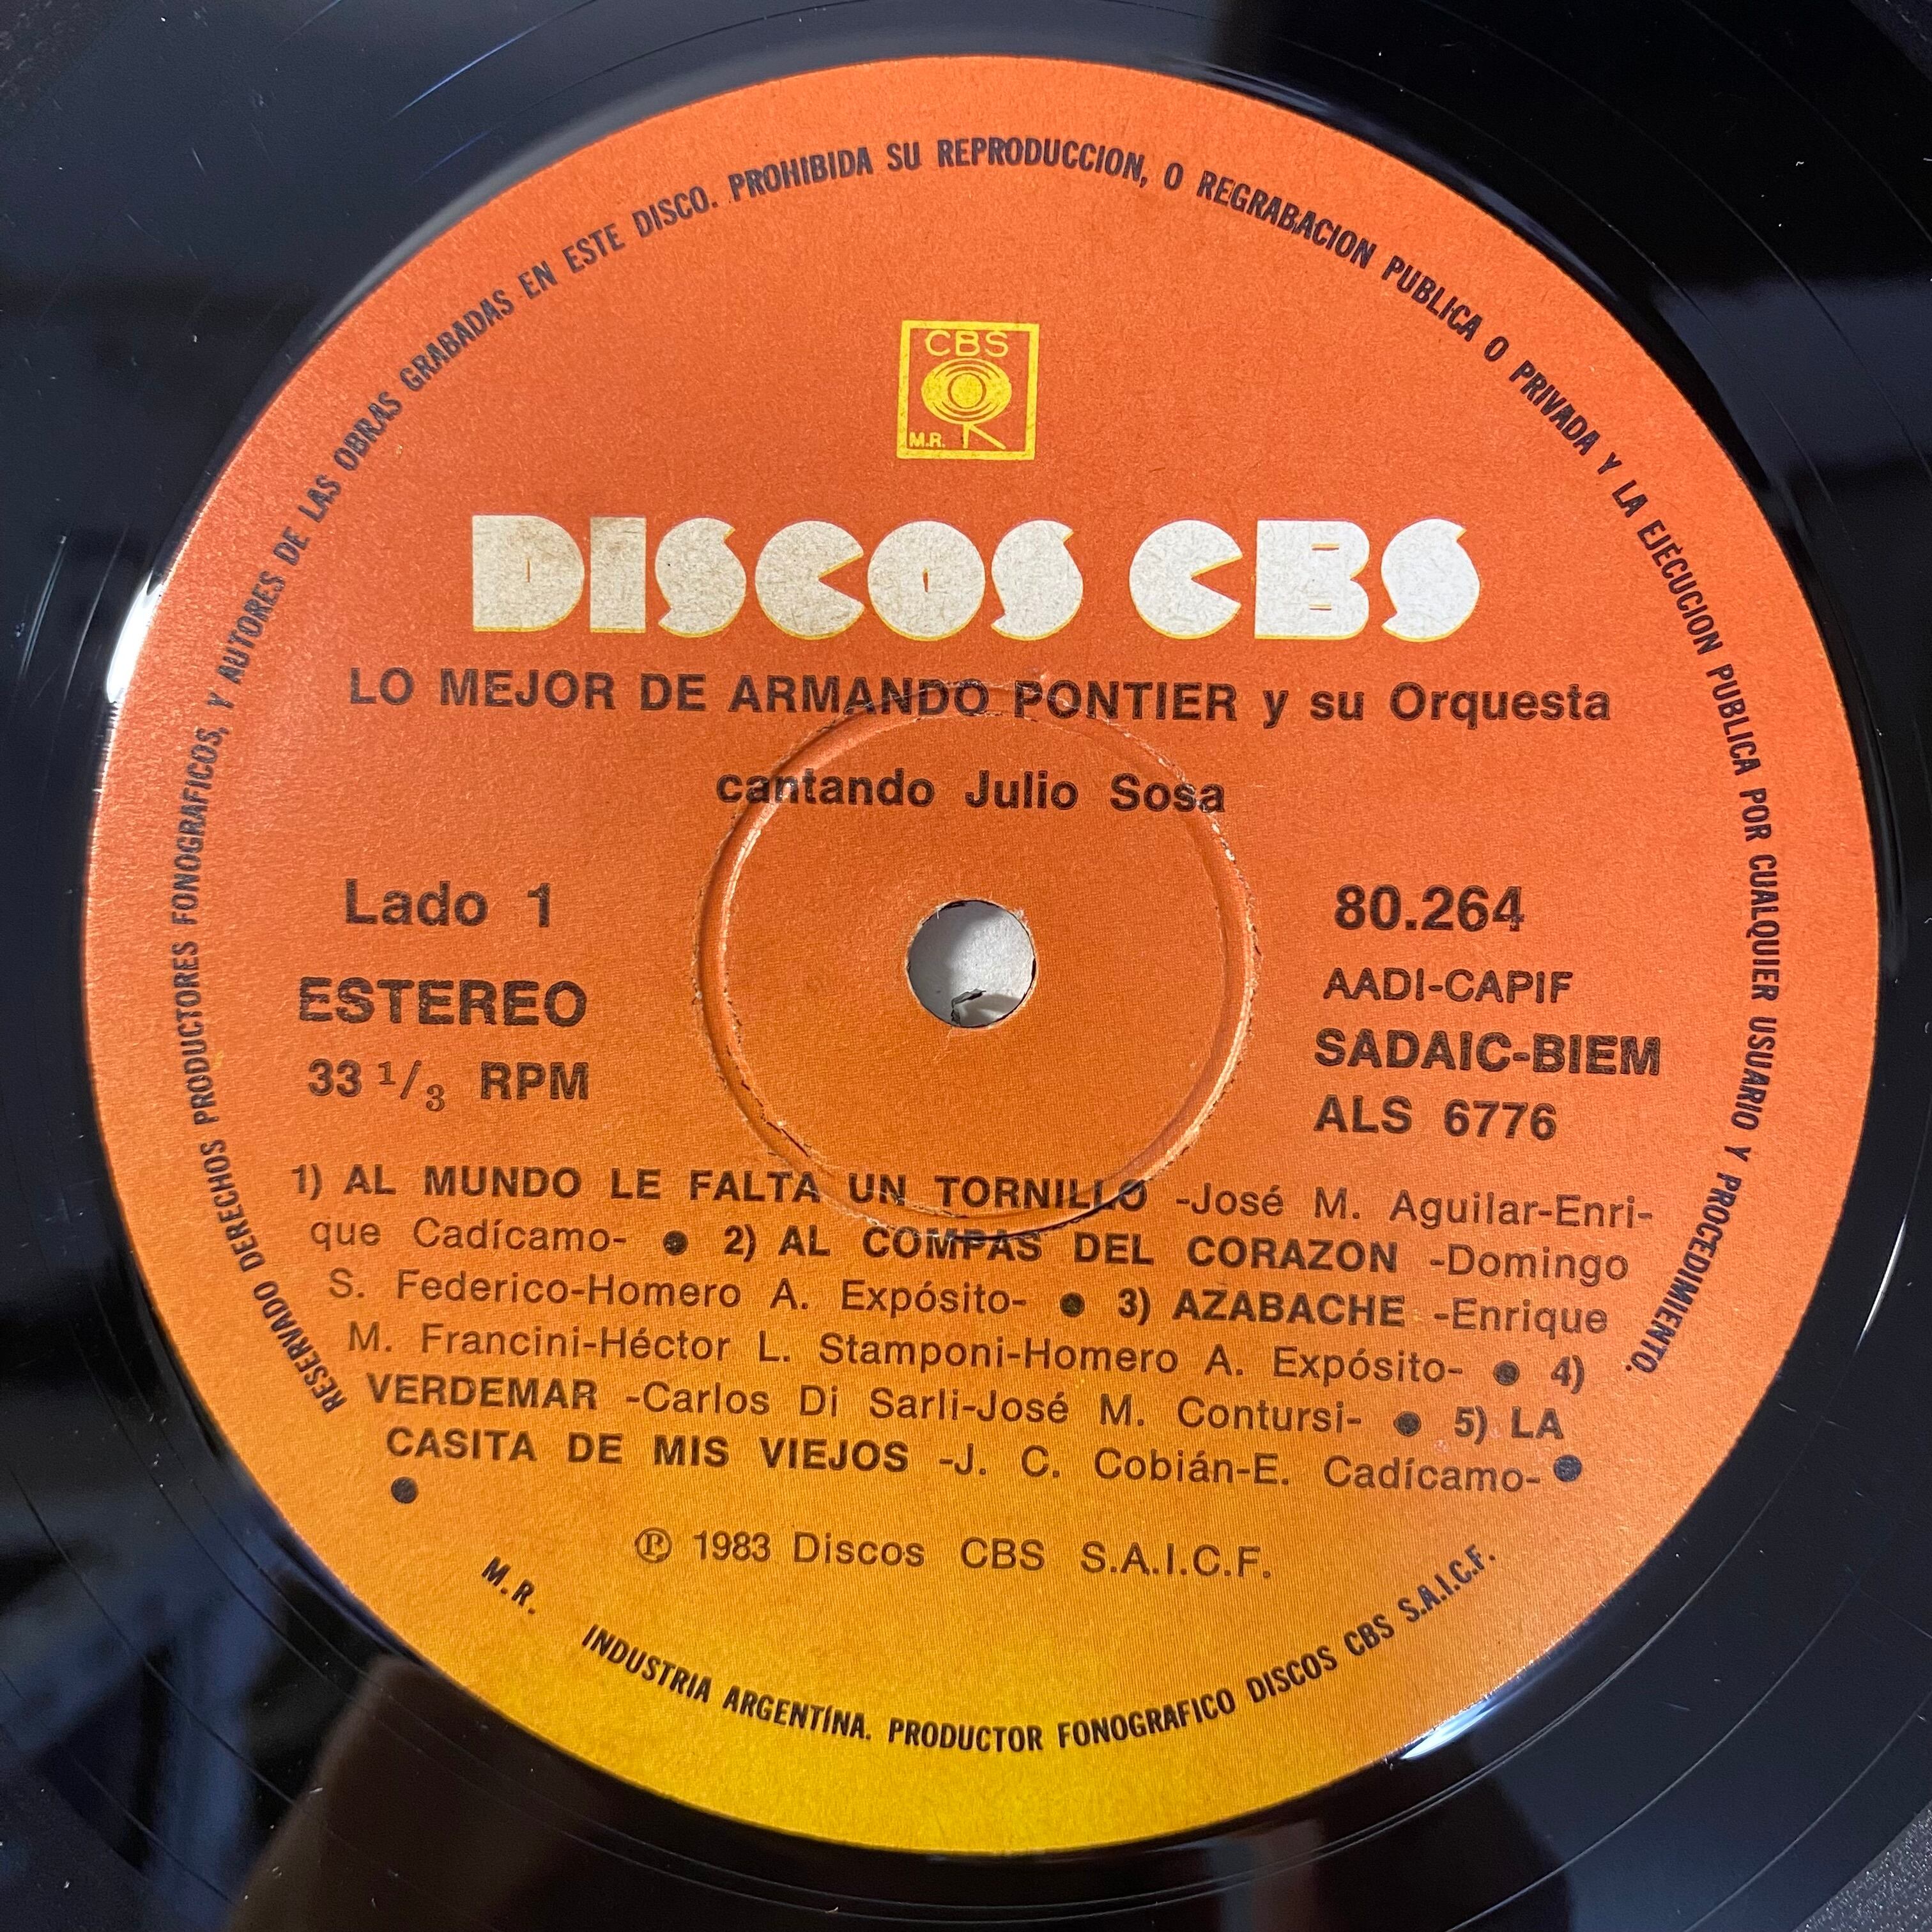 RESERVADO DERECHOS PRODUCTORES FONOGRAFICOS, Y AUTORES DE LAS OBRAS GRABADAS EN ESTE DISCO. PROHIBIDA SU REPRODUCCION, O REGRABACION PUBLICA O PRIVADA Y LA EJECUCION PUBLICA POR CUALQUIER USUARIO Y PROCEDIMIENTO.
CBS
M.R.
DISCOS CBS
LO MEJOR DE ARMANDO PONTIER y su Orquesta
cantando Julio Sosa
Lado 1
ESTEREO
33 1/3 RPM
80.264
AADI-CAPIF
SADAIC-BIEM
ALS 6776
1) AL MUNDO LE FALTA UN TORNILLO -José M. Aguilar-Enri-
que Cadícamo- ● 2) AL COMPAS DEL CORAZON -Domingo
S. Federico-Homero A. Expósito- ● 3) AZABACHE -Enrique
M. Francini-Héctor L. Stamponi-Homero A. Expósito- ● 4)
VERDEMAR -Carlos Di Sarli-José M. Contursi- ● 5) LA
CASITA DE MIS VIEJOS -J. C. Cobián-E. Cadícamo- ●
●
℗ 1983 Discos CBS S.A.I.C.F.
M.R. INDUSTRIA ARGENTÍNA. PRODUCTOR FONOGRAFICO DISCOS CBS S.A.I.C.F.